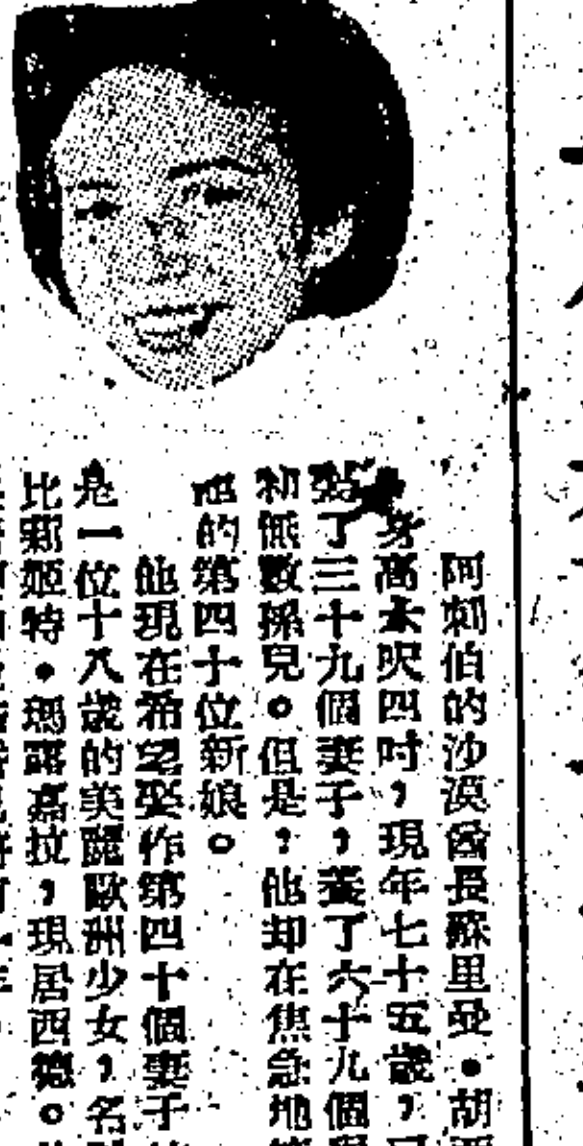 阿剌伯的沙漠酋長蘇里曼・胡
身高六呎四吋，現年七十五歲，已
娶了三十九個妻子，養了六十九個
和無數孫兒。但是，他却在焦急地
他的第四十位新娘。
他現在希望娶作第四十個妻子
是一位十八歲的美麗歐洲少女，名
比爾姬特・瑪露嘉拉，現居西德。